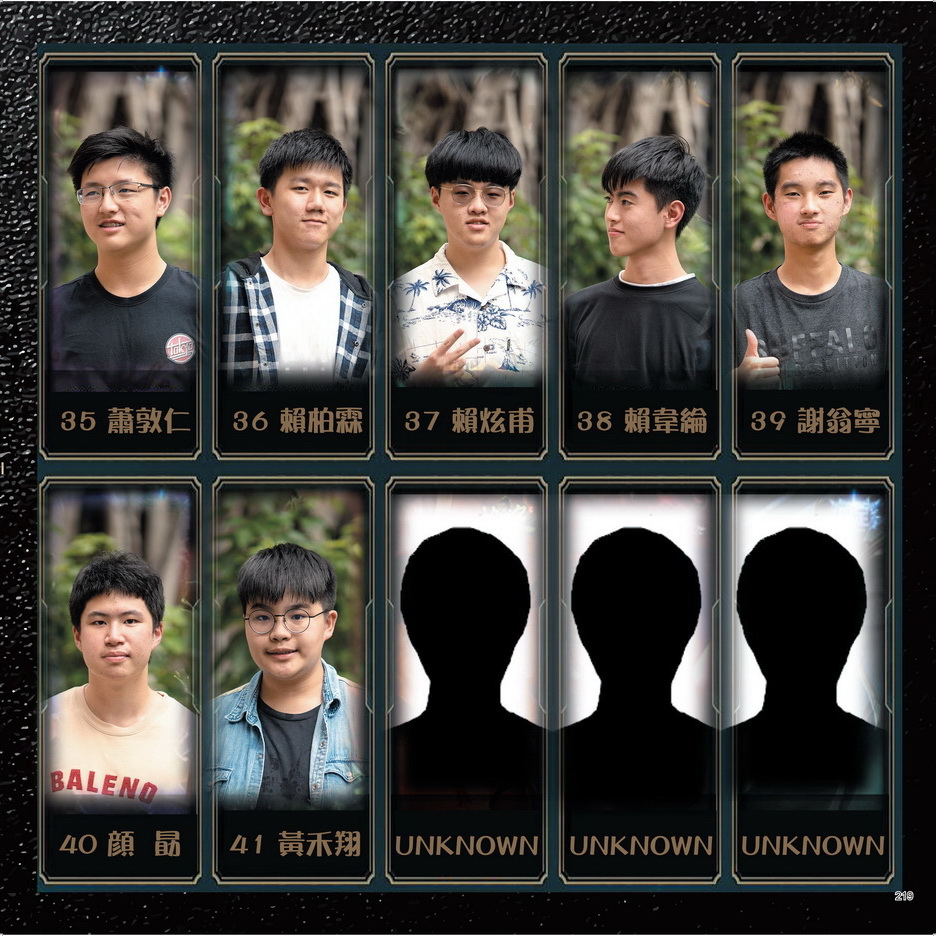 Tokyo
35 蕭敦仁
36 賴柏霖
37 賴炫甫
38 賴韋綸
39 謝翁寧
BALENO
40 顏 勗
41 黃禾翔
UNKNOWN
UNKNOWN
UNKNOWN
219